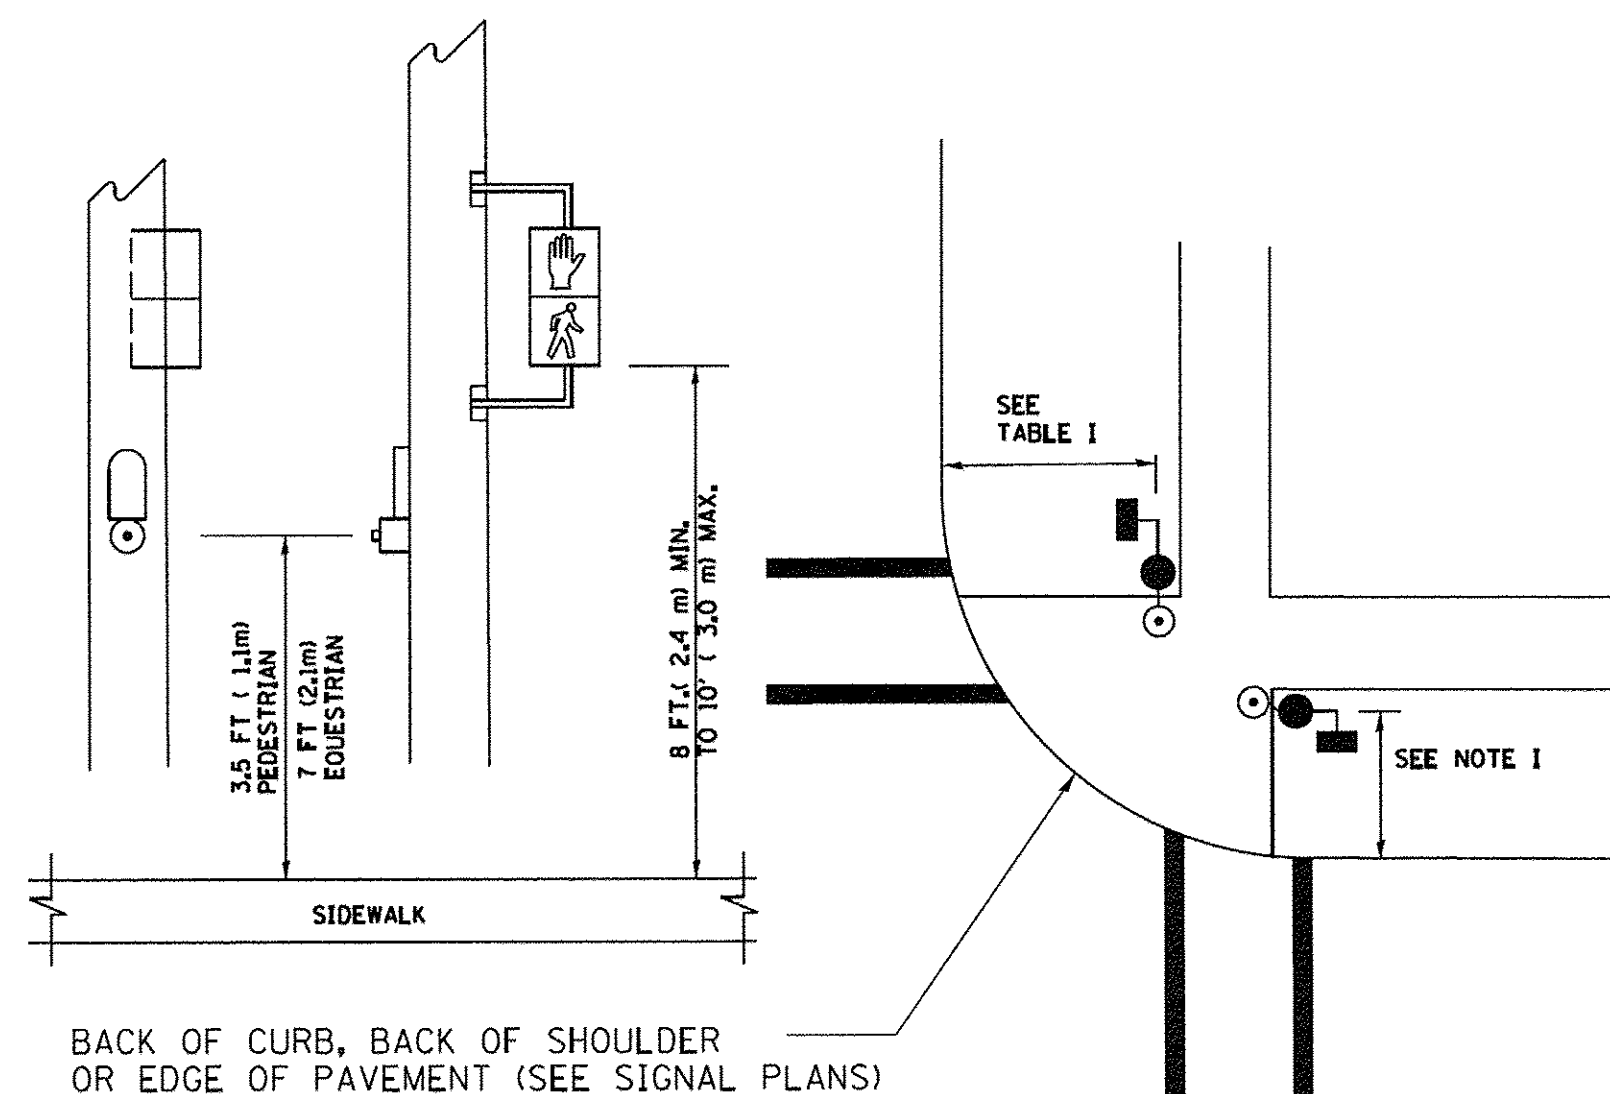 SEE
TABLE I
3.5 FT ( 1.1m)
PEDESTRIAN
7 FT (2.1m)
EQUESTRIAN
8 FT.( 2.4 m) MIN.
TO 10' ( 3.0 m) MAX.
SEE NOTE I
SIDEWALK
BACK OF CURB, BACK OF SHOULDER
OR EDGE OF PAVEMENT (SEE SIGNAL PLANS)